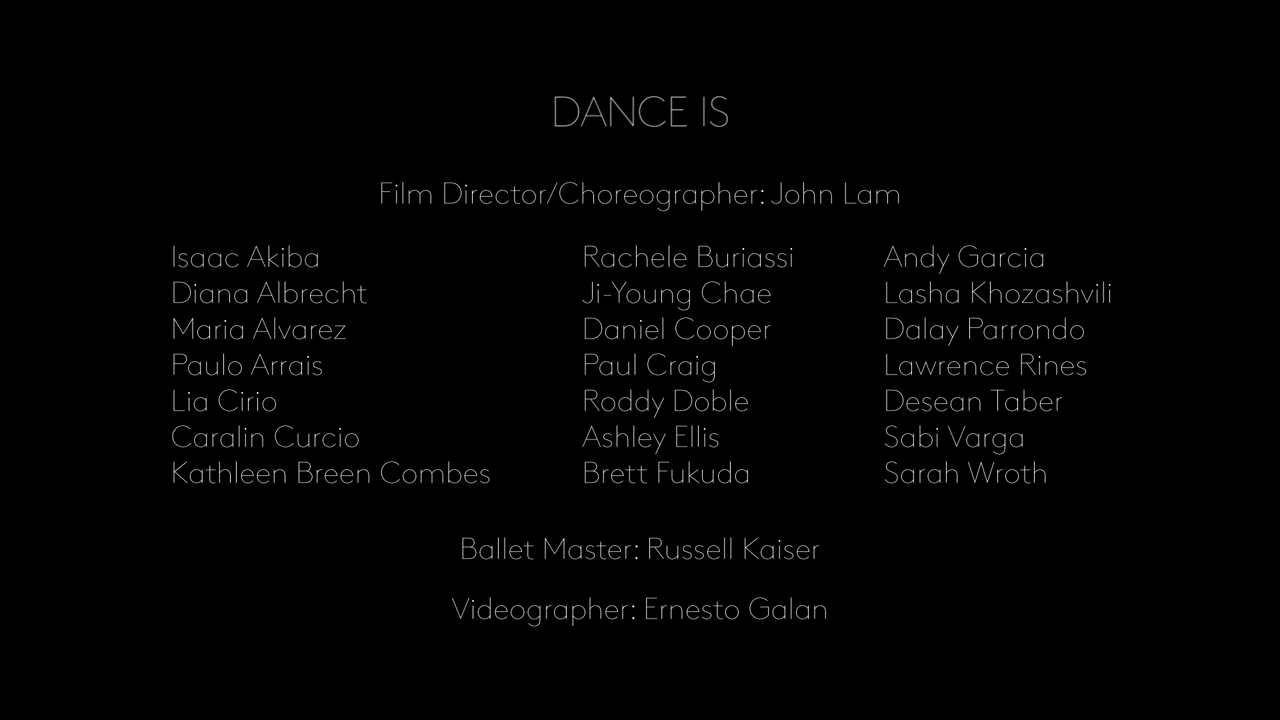 DANCE IS
Film Director/Choreographer: John Lam
Isaac Akiba
Diana Albrecht
Maria Alvarez
Paulo Arrais
Lia Cirio
Caralin Curcio
Kathleen Breen Combes
Rachele Buriassi
Ji-Young Chae
Daniel Cooper
Paul Craig
Roddy Doble
Ashley Ellis
Brett Fukuda
Andy Garcia
Lasha Khozashvili
Dalay Parrondo
Lawrence Rines
Desean Taber
Sabi Varga
Sarah Wroth
Ballet Master: Russell Kaiser
Videographer: Ernesto Galan